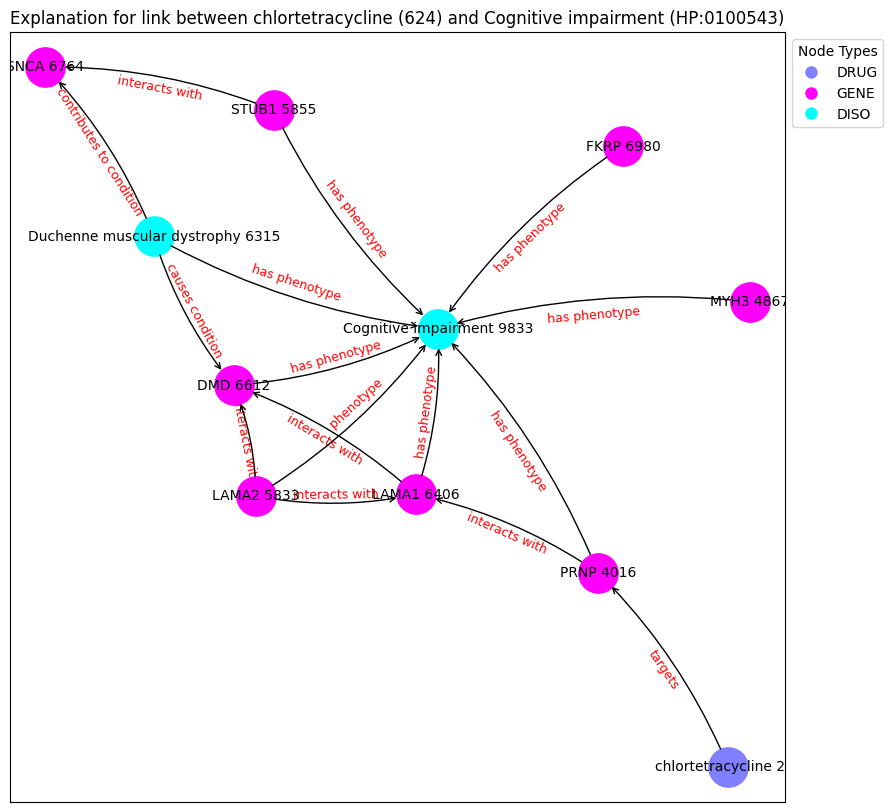 Explanation for link between chlortetracycline (624) and Cognitive impairment (HP:0100543)
Node Types
DRUG
GENE
DISO
SNCA 6764
interacts with
STUB1 5855
contributes to condition
FKRP 6980
has phenotype
has phenotype
Duchenne muscular dystrophy 6315
has phenotype
causes condition
MYH3 4867
has phenotype
Cognitive impairment 9833
has phenotype
DMD 6612
phenotype
has phenotype
interacts with
has phenotype
interacts with
LAMA2 5833
interacts with
LAMA1 6406
interacts with
PRNP 4016
targets
chlortetracycline 2